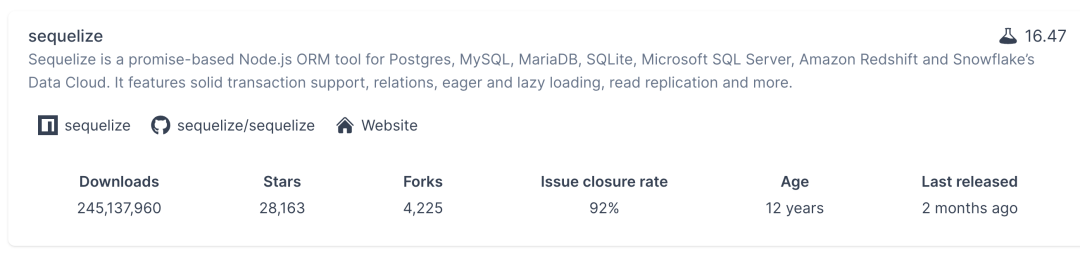 sequelize 16.47
Sequelize is a promise-based Node.js ORM tool for Postgres, MySQL, MariaDB, SQLite, Microsoft SQL Server, Amazon Redshift and Snowflake’s
Data Cloud. It features solid transaction support, relations, eager and lazy loading, read replication and more.
sequelize sequelize/sequelize Website
Downloads Stars Forks Issue closure rate Age Last released
245,137,960 28,163 4,225 92% 12 years 2 months ago